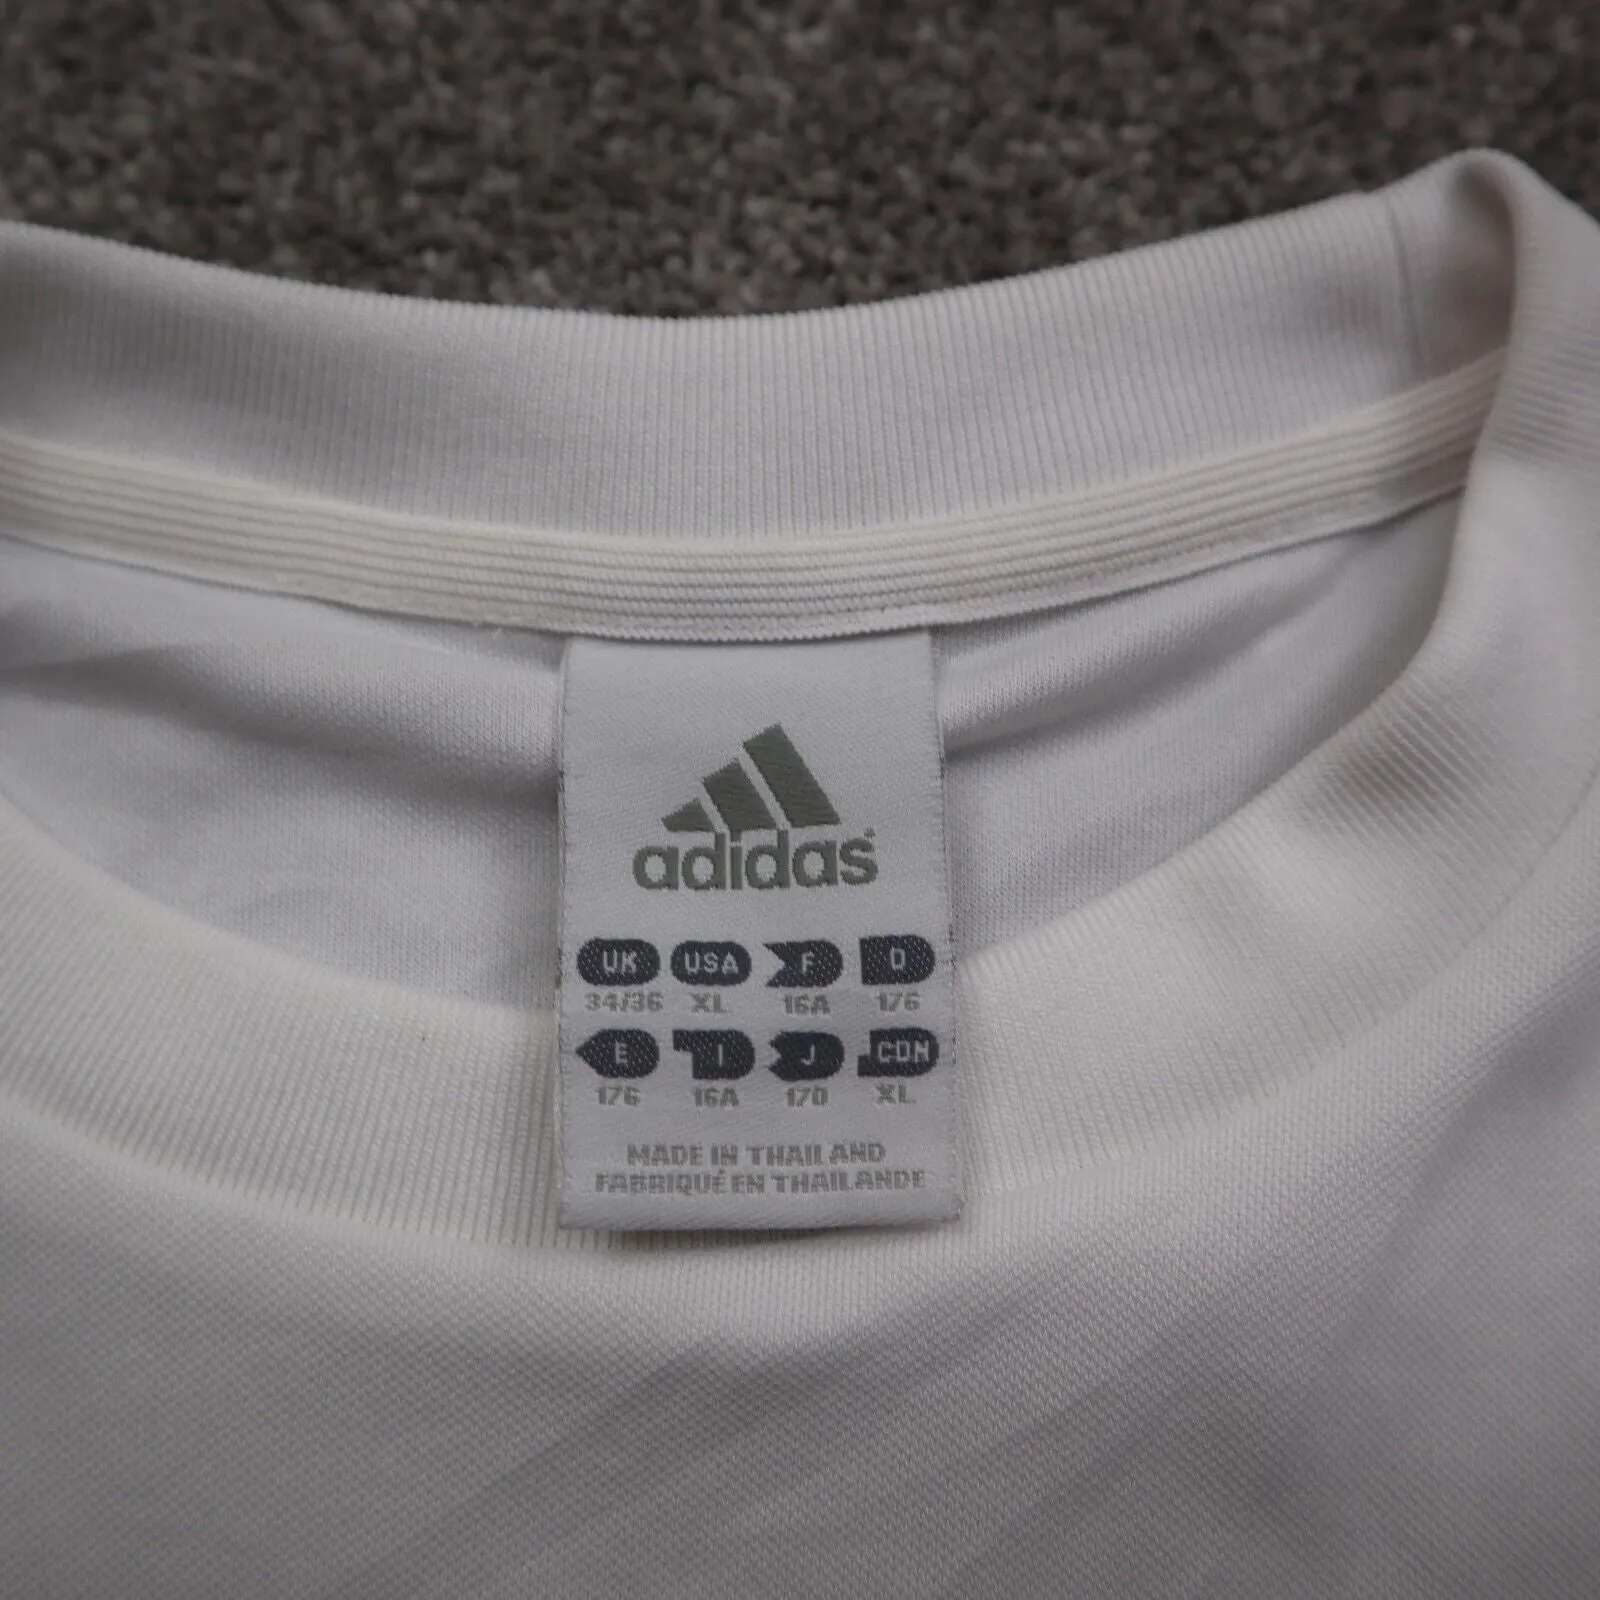 adidas®
UK USA F D
34/36 XL 16A 176
E I J CDN
176 16A 170 XL
MADE IN THAILAND
FABRIQUÉ EN THAILANDE